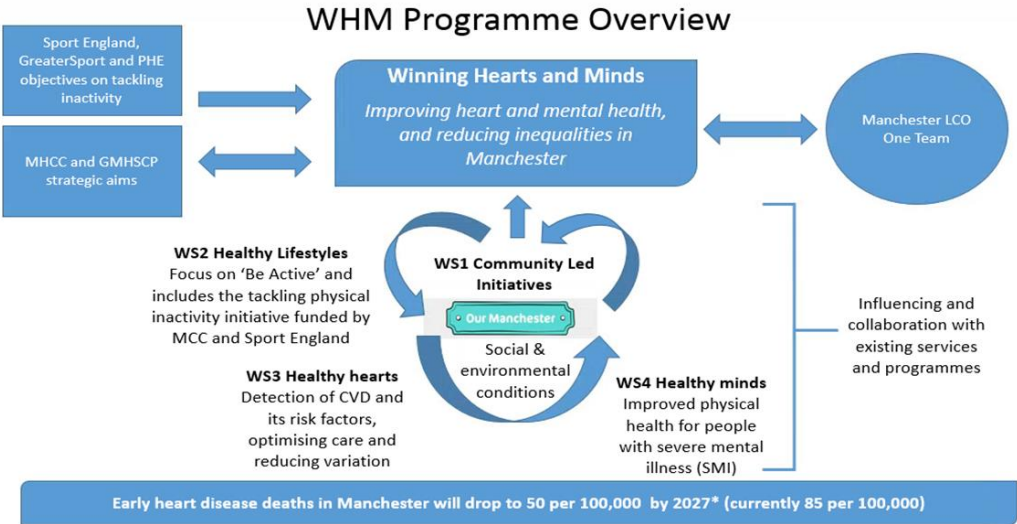 WHM Programme Overview
Sport England,
GreaterSport and PHE
objectives on tackling
inactivity
MHCC and GMHSCP
strategic aims
Winning Hearts and Minds
Improving heart and mental health,
and reducing inequalities in
Manchester
Manchester LCO
One Team
WS2 Healthy Lifestyles
Focus on ‘Be Active’ and
includes the tackling physical
inactivity initiative funded by
MCC and Sport England
WS1 Community Led
Initiatives
Our Manchester
Social &
environmental
conditions
WS3 Healthy hearts
Detection of CVD and
its risk factors,
optimising care and
reducing variation
WS4 Healthy minds
Improved physical
health for people
with severe mental
illness (SMI)
Influencing and
collaboration with
existing services
and programmes
Early heart disease deaths in Manchester will drop to 50 per 100,000 by 2027* (currently 85 per 100,000)